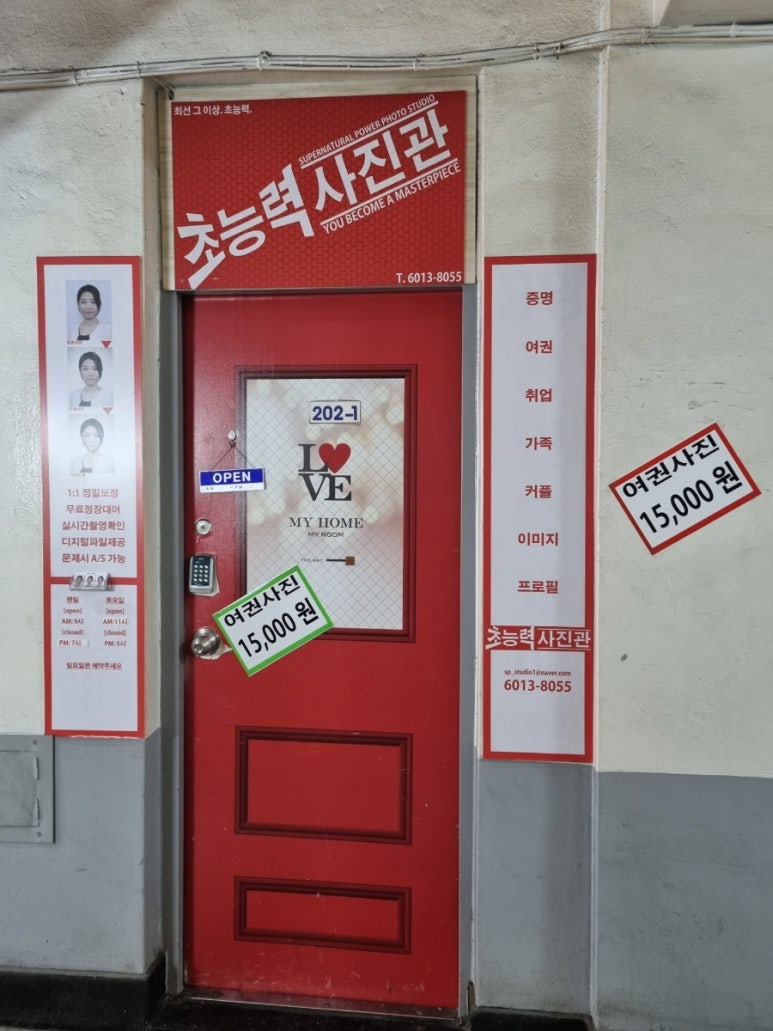 최선 그 이상. 초능력.
SUPERNATURAL POWER PHOTO STUDIO
초능력 사진관
YOU BECOME A MASTERPIECE
T. 6013-8055
1:1 정밀보정
무료정장대여
실시간촬영확인
디지털파일제공
문제시 A/S 가능
평일
[open]
AM: 9시
[closed]
PM: 7시
토요일
[open]
AM:11시
[closed]
PM: 5시
일요일은 예약주세요
202-1
OPEN
LOVE
MY HOME
MY ROOM
여권사진
15,000원
증명
여권
취업
가족
커플
이미지
프로필
초능력사진관
sp_studio1@naver.com
6013-8055
여권사진
15,000원